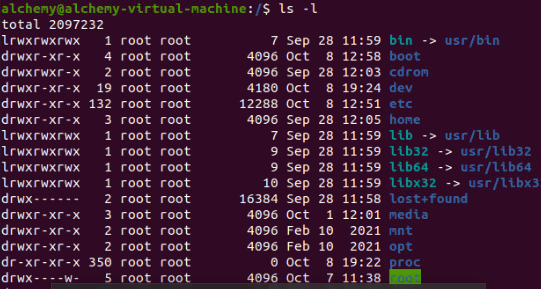 alchemy@alchemy-virtual-machine:/$ ls -l
total 2097232
lrwxrwxrwx   1 root root          7 Sep 28 11:59 bin -> usr/bin
drwxr-xr-x   4 root root       4096 Oct  8 12:58 boot
drwxrwxr-x   2 root root       4096 Sep 28 12:03 cdrom
drwxr-xr-x  19 root root       4180 Oct  8 19:24 dev
drwxr-xr-x 132 root root      12288 Oct  8 12:51 etc
drwxr-xr-x   3 root root       4096 Sep 28 12:05 home
lrwxrwxrwx   1 root root          7 Sep 28 11:59 lib -> usr/lib
lrwxrwxrwx   1 root root          9 Sep 28 11:59 lib32 -> usr/lib32
lrwxrwxrwx   1 root root          9 Sep 28 11:59 lib64 -> usr/lib64
lrwxrwxrwx   1 root root         10 Sep 28 11:59 libx32 -> usr/libx3
drwx------   2 root root      16384 Sep 28 11:58 lost+found
drwxr-xr-x   3 root root       4096 Oct  1 12:01 media
drwxr-xr-x   2 root root       4096 Feb 10  2021 mnt
drwxr-xr-x   2 root root       4096 Feb 10  2021 opt
dr-xr-xr-x 350 root root          0 Oct  8 19:22 proc
drwx----w-   5 root root       4096 Oct  7 11:38 root